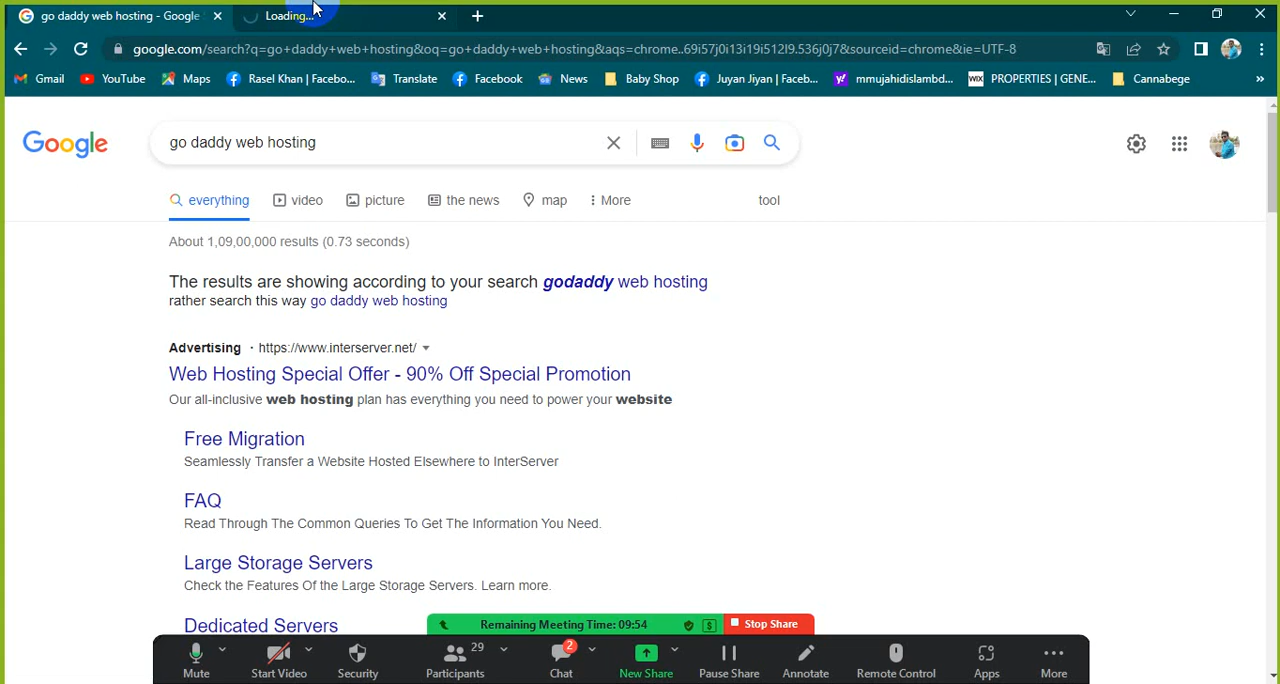 go daddy web hosting - Google
Loading...
google.com/search?q=go+daddy+web+hosting&oq=go+daddy+web+hosting&aqs=chrome..69i57j0i13i19i512l9.536j0j7&sourceid=chrome&ie=UTF-8
Gmail YouTube Maps Rasel Khan | Facebo... Translate Facebook News Baby Shop Juyan Jiyan | Faceb... mmujahidislambd... WIX PROPERTIES | GENE... Cannabege »
Google go daddy web hosting
everything video picture the news map More tool
About 1,09,00,000 results (0.73 seconds)
The results are showing according to your search godaddy web hosting
rather search this way go daddy web hosting
Advertising · https://www.interserver.net/
Web Hosting Special Offer - 90% Off Special Promotion
Our all-inclusive web hosting plan has everything you need to power your website
Free Migration
Seamlessly Transfer a Website Hosted Elsewhere to InterServer
FAQ
Read Through The Common Queries To Get The Information You Need.
Large Storage Servers
Check the Features Of the Large Storage Servers. Learn more.
Dedicated Servers
Remaining Meeting Time: 09:54 $ Stop Share
29 2
Mute Start Video Security Participants Chat New Share Pause Share Annotate Remote Control Apps More